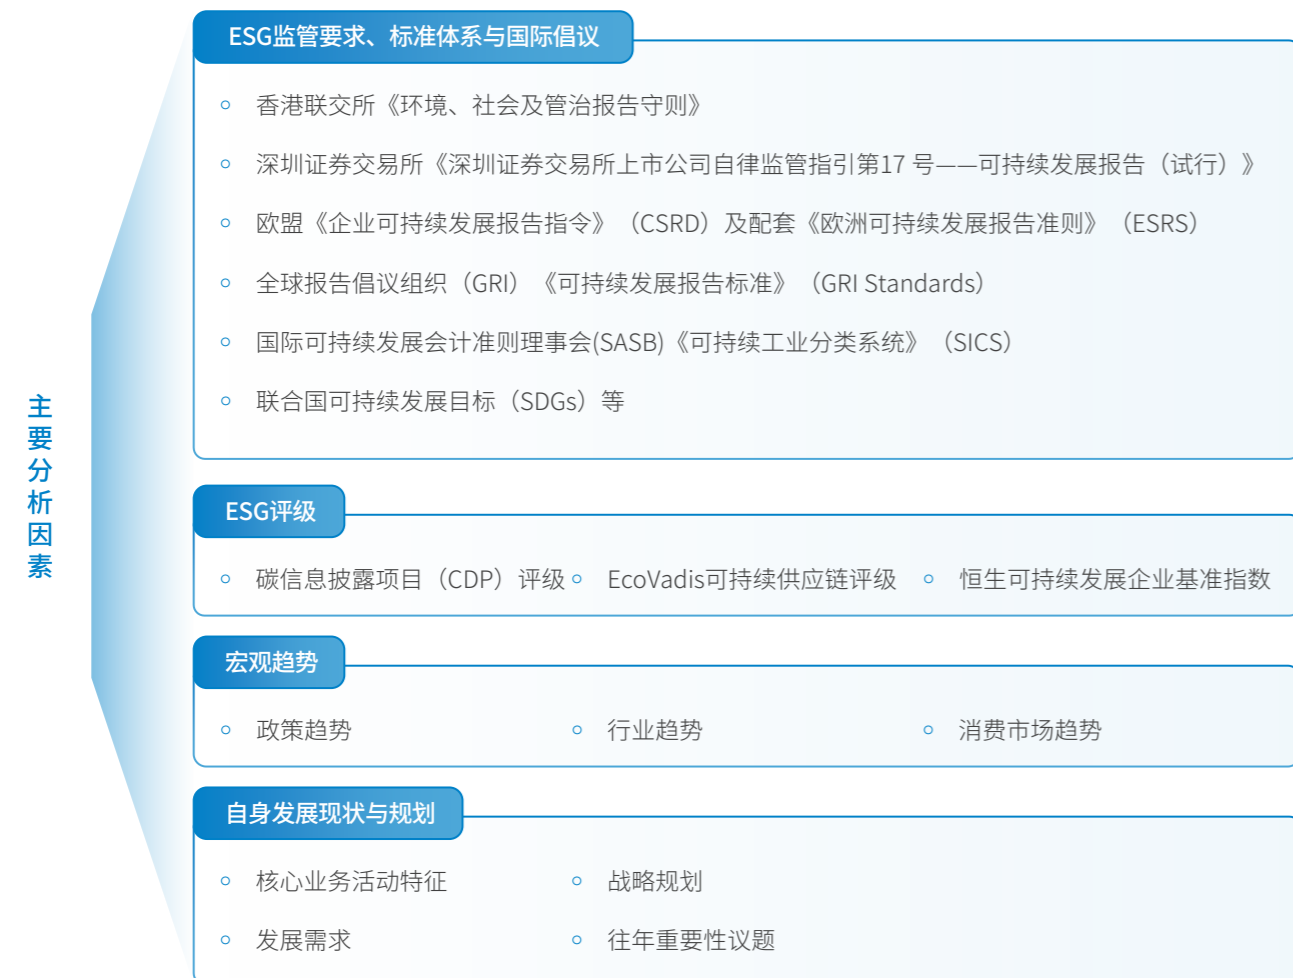 主要分析因素
ESG监管要求、标准体系与国际倡议
香港联交所《环境、社会及管治报告守则》
深圳证券交易所《深圳证券交易所上市公司自律监管指引第17 号——可持续发展报告（试行）》
欧盟《企业可持续发展报告指令》（CSRD）及配套《欧洲可持续发展报告准则》（ESRS）
全球报告倡议组织（GRI）《可持续发展报告标准》（GRI Standards）
国际可持续发展会计准则理事会(SASB)《可持续工业分类系统》（SICS）
联合国可持续发展目标（SDGs）等
ESG评级
碳信息披露项目（CDP）评级 EcoVadis可持续供应链评级 恒生可持续发展企业基准指数
宏观趋势
政策趋势 行业趋势 消费市场趋势
自身发展现状与规划
核心业务活动特征 战略规划
发展需求 往年重要性议题